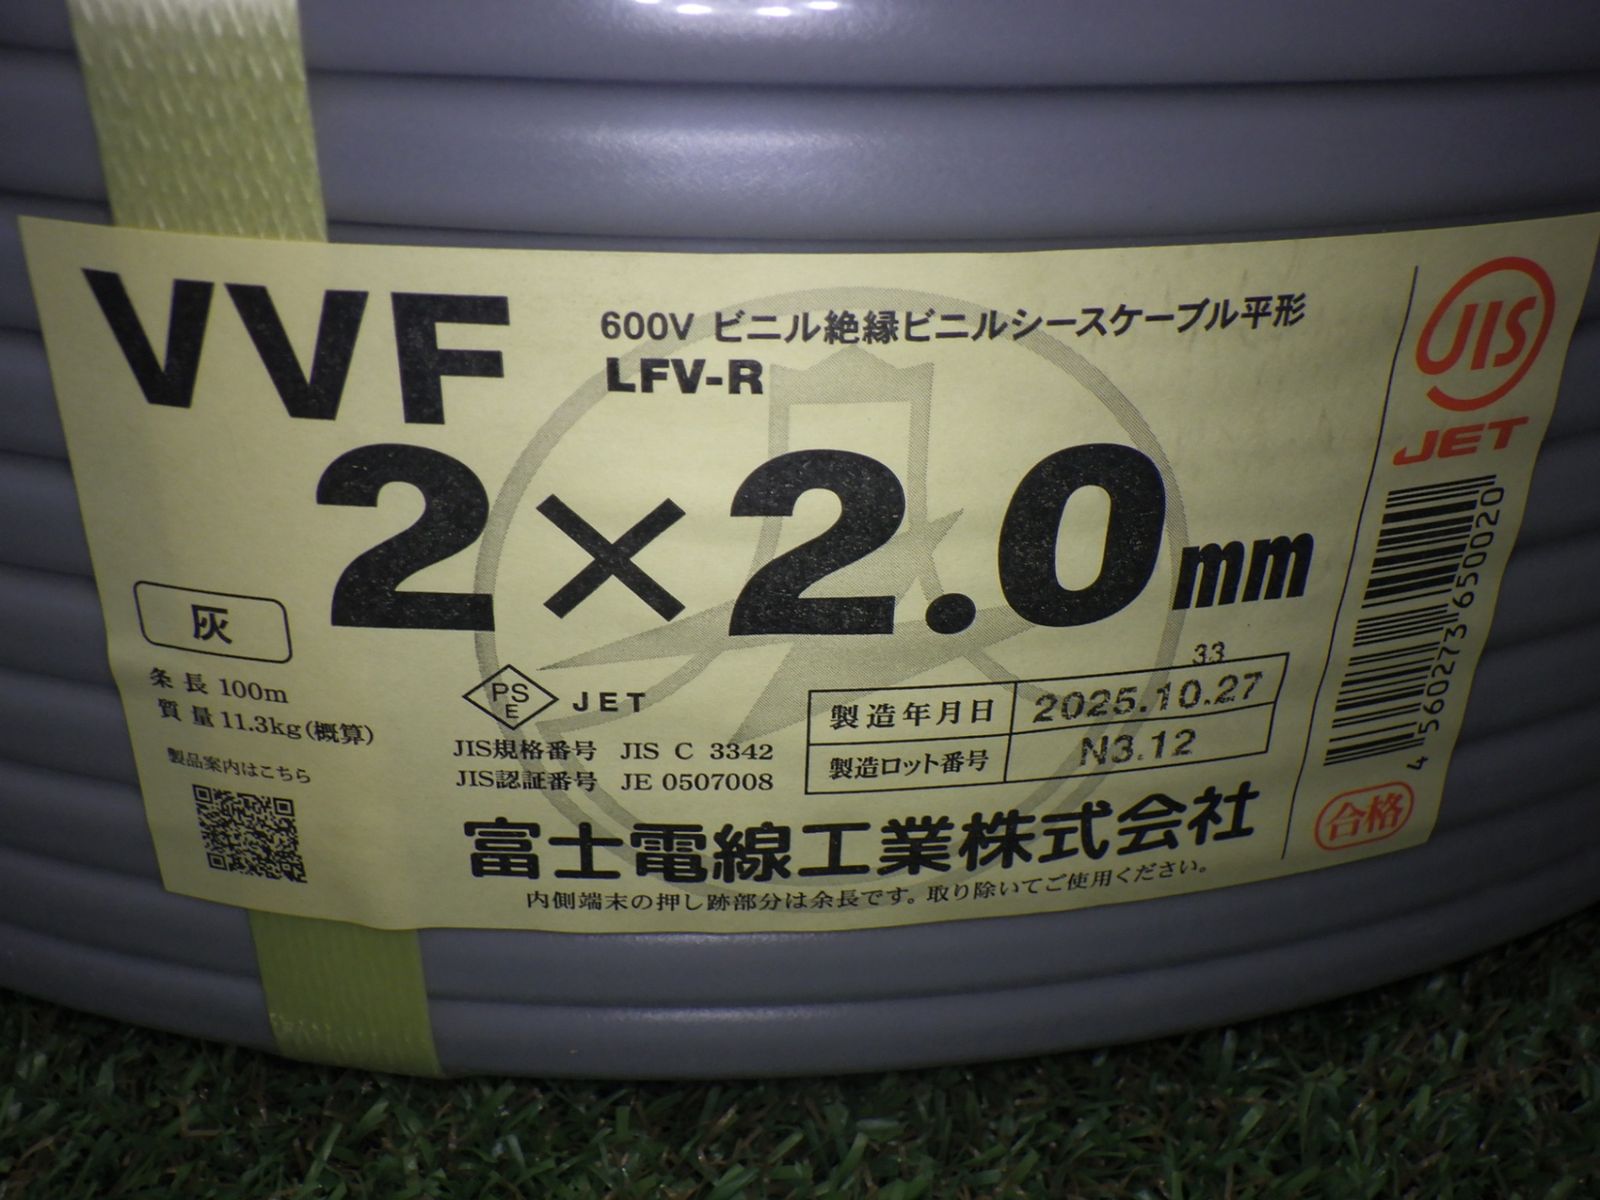 VVF
600V ビニル絶縁ビニルシースケーブル平形
LFV-R
2×2.0mm
灰
条長 100m
質量 11.3kg(概算)
製品案内はこちら
PS
E
JET
JIS規格番号 JIS C 3342
JIS認証番号 JE 0507008
33
製造年月日 2025.10.27
製造ロット番号 N3.12
富士電線工業株式会社
内側端末の押し跡部分は余長です。取り除いてご使用ください。
JIS
JET
4 560273 650020
合格